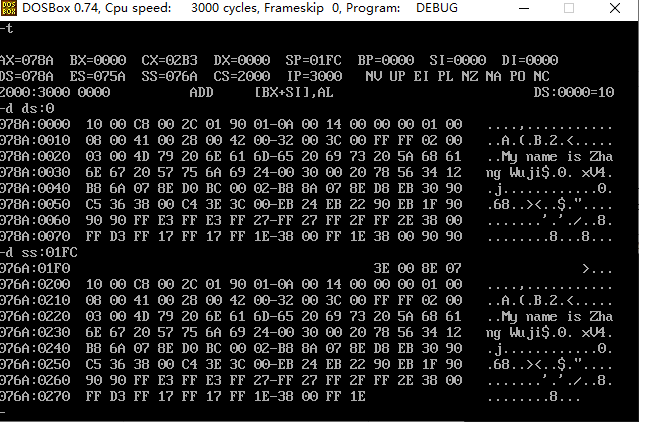 DOSBox 0.74, Cpu speed:    3000 cycles, Frameskip  0, Program:    DEBUG
-t
AX=078A  BX=0000  CX=02B3  DX=0000  SP=01FC  BP=0000  SI=0000  DI=0000
DS=078A  ES=075A  SS=076A  CS=2000  IP=3000   NV UP EI PL NZ NA PO NC
2000:3000 0000          ADD     [BX+SI],AL                         DS:0000=10
-d ds:0
078A:0000  10 00 C8 00 2C 01 90 01-0A 00 14 00 00 00 01 00   ....,...........
078A:0010  08 00 41 00 28 00 42 00-32 00 3C 00 FF FF 02 00   ..A.(.B.2.<.....
078A:0020  03 00 4D 79 20 6E 61 6D-65 20 69 73 20 5A 68 61   ..My name is Zha
078A:0030  6E 67 20 57 75 6A 69 24-00 30 00 20 78 56 34 12   ng Wuji$.0. xV4.
078A:0040  B8 6A 07 8E D0 BC 00 02-B8 8A 07 8E D8 EB 30 90   .j............0.
078A:0050  C5 36 38 00 C4 3E 3C 00-EB 24 EB 22 90 EB 1F 90   .68..><..$."....
078A:0060  90 90 FF E3 FF E3 FF 27-FF 27 FF 2F FF 2E 38 00   .......'.'./..8.
078A:0070  FF D3 FF 17 FF 17 FF 1E-38 00 FF 1E 38 00 90 90   ........8...8...
-d ss:01FC
076A:01F0                                      3E 00 8E 07               >...
076A:0200  10 00 C8 00 2C 01 90 01-0A 00 14 00 00 00 01 00   ....,...........
076A:0210  08 00 41 00 28 00 42 00-32 00 3C 00 FF FF 02 00   ..A.(.B.2.<.....
076A:0220  03 00 4D 79 20 6E 61 6D-65 20 69 73 20 5A 68 61   ..My name is Zha
076A:0230  6E 67 20 57 75 6A 69 24-00 30 00 20 78 56 34 12   ng Wuji$.0. xV4.
076A:0240  B8 6A 07 8E D0 BC 00 02-B8 8A 07 8E D8 EB 30 90   .j............0.
076A:0250  C5 36 38 00 C4 3E 3C 00-EB 24 EB 22 90 EB 1F 90   .68..><..$."....
076A:0260  90 90 FF E3 FF E3 FF 27-FF 27 FF 2F FF 2E 38 00   .......'.'./..8.
076A:0270  FF D3 FF 17 FF 17 FF 1E-38 00 FF 1E               ........8...
-